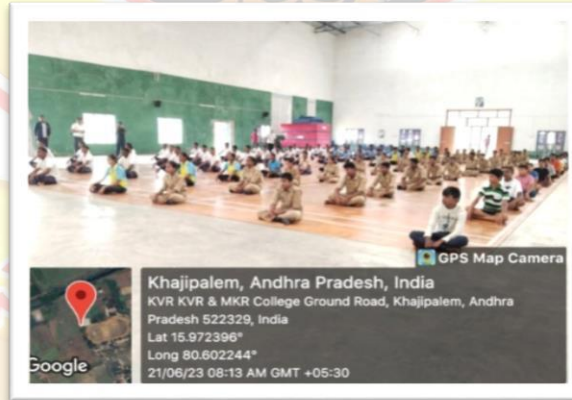 GPS Map Camera
Khajipalem, Andhra Pradesh, India
KVR KVR & MKR College Ground Road, Khajipalem, Andhra
Pradesh 522329, India
Lat 15.972396°
Long 80.602244°
21/06/23 08:13 AM GMT +05:30
Google